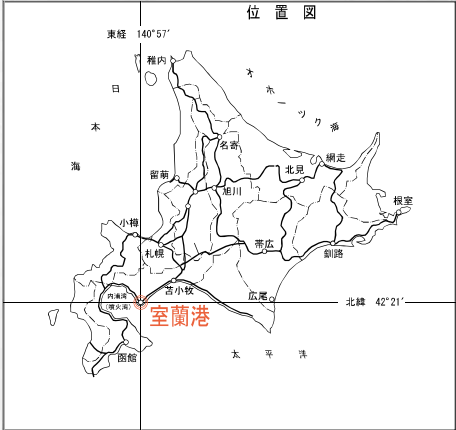 位置図
東経 140°57′
稚内
オホーツク海
日本海
名寄
留萌
旭川
北見
網走
根室
小樽
札幌
帯広
釧路
苫小牧
広尾
内浦湾
(噴火湾)
北緯 42°21′
室蘭港
函館
太平洋